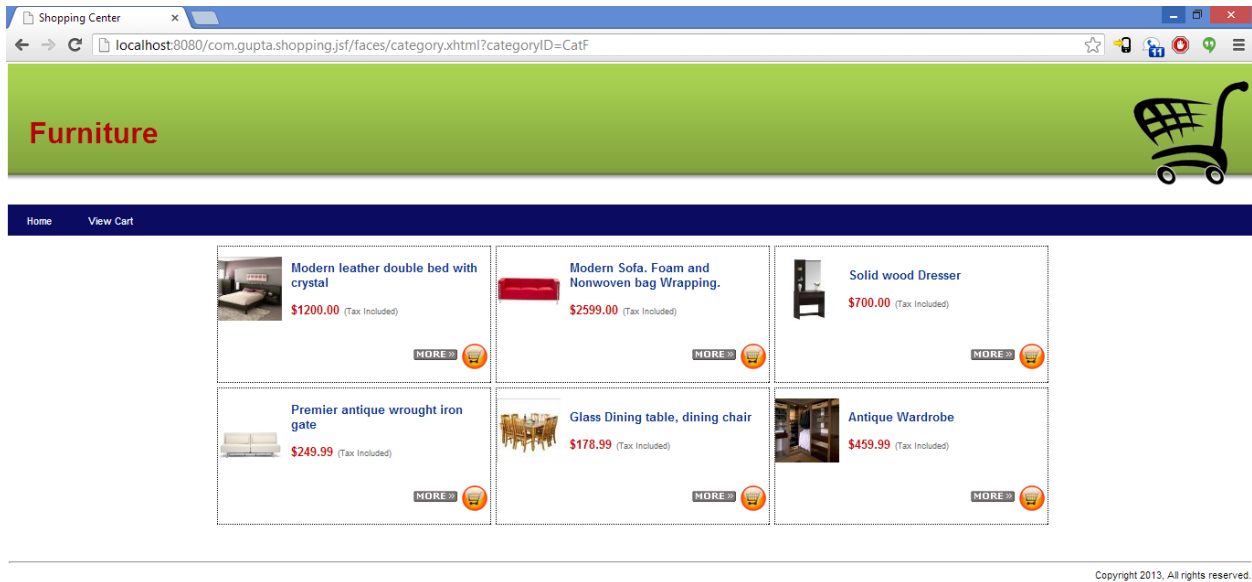 Shopping Center
localhost:8080/com.gupta.shopping.jsf/faces/category.xhtml?categoryID=CatF
11
Furniture
Home View Cart
Modern leather double bed with
crystal
$1200.00 (Tax Included)
MORE »
Modern Sofa. Foam and
Nonwoven bag Wrapping.
$2599.00 (Tax Included)
MORE »
Solid wood Dresser
$700.00 (Tax Included)
MORE »
Premier antique wrought iron
gate
$249.99 (Tax Included)
MORE »
Glass Dining table, dining chair
$178.99 (Tax Included)
MORE »
Antique Wardrobe
$459.99 (Tax Included)
MORE »
Copyright 2013, All rights reserved.